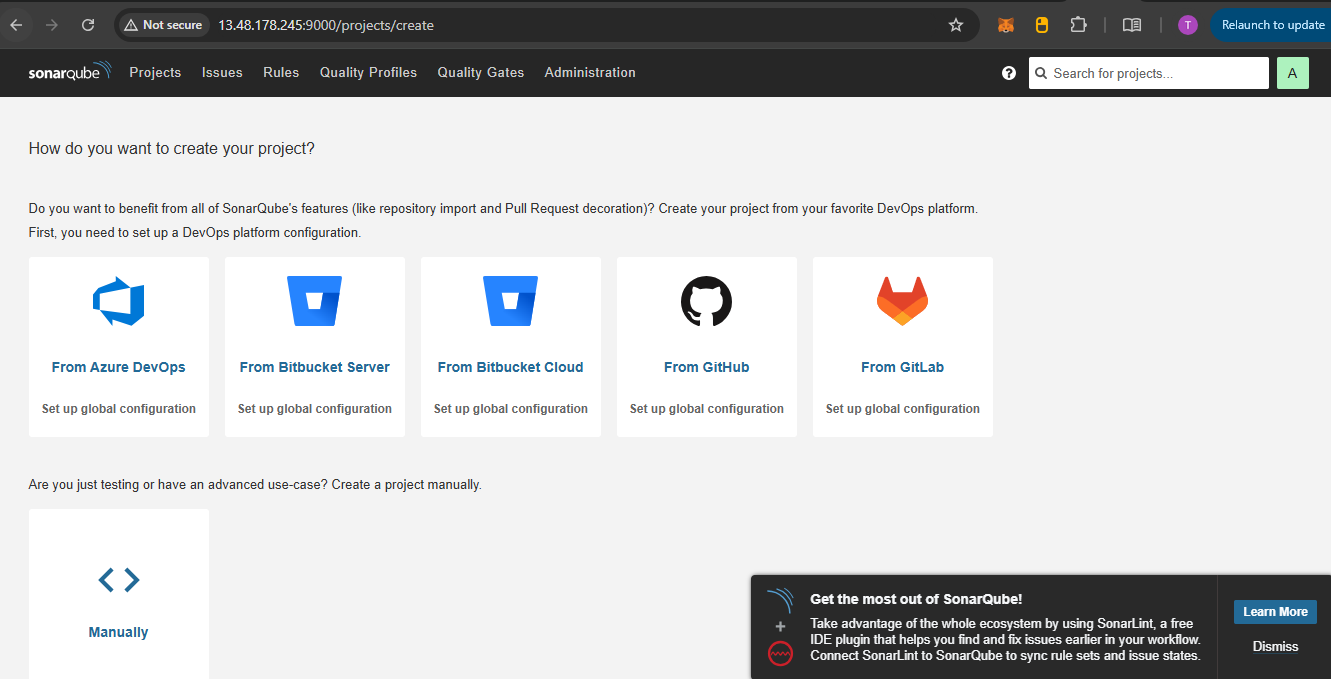 Not secure 13.48.178.245:9000/projects/create T Relaunch to update
sonarqube Projects Issues Rules Quality Profiles Quality Gates Administration ? Search for projects... A
How do you want to create your project?
Do you want to benefit from all of SonarQube's features (like repository import and Pull Request decoration)? Create your project from your favorite DevOps platform.
First, you need to set up a DevOps platform configuration.
From Azure DevOps From Bitbucket Server From Bitbucket Cloud From GitHub From GitLab
Set up global configuration Set up global configuration Set up global configuration Set up global configuration Set up global configuration
Are you just testing or have an advanced use-case? Create a project manually.
Manually
Get the most out of SonarQube!
Take advantage of the whole ecosystem by using SonarLint, a free
IDE plugin that helps you find and fix issues earlier in your workflow.
Connect SonarLint to SonarQube to sync rule sets and issue states.
Learn More
Dismiss